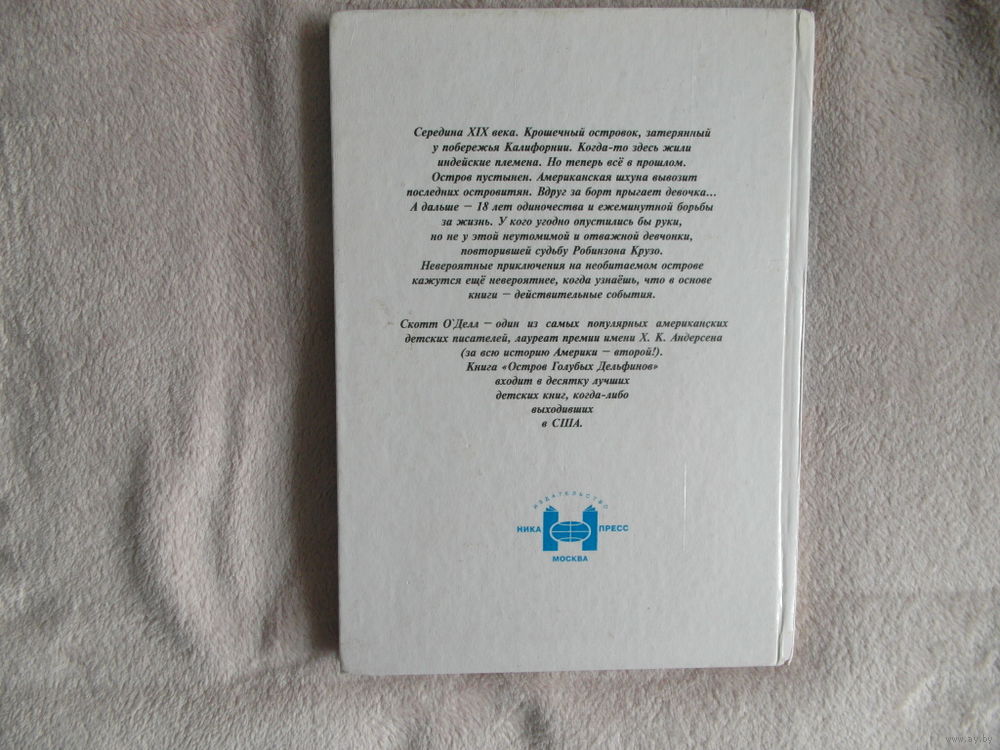 Середина XIX века. Крошечный островок, затерянный
у побережья Калифорнии. Когда-то здесь жили
индейские племена. Но теперь всё в прошлом.
Остров пустынен. Американская шхуна вывозит
последних островитян. Вдруг за борт прыгает девочка...
А дальше – 18 лет одиночества и ежеминутной борьбы
за жизнь. У кого угодно опустились бы руки,
но не у этой неутомимой и отважной девчонки,
повторившей судьбу Робинзона Крузо.
Невероятные приключения на необитаемом острове
кажутся ещё невероятнее, когда узнаёшь, что в основе
книги – действительные события.
Скотт О`Делл – один из самых популярных американских
детских писателей, лауреат премии имени Х. К. Андерсена
(за всю историю Америки – второй!).
Книга «Остров Голубых Дельфинов»
входит в десятку лучших
детских книг, когда-либо
выходивших
в США.
ИЗДАТЕЛЬСТВО
НИКА ПРЕСС
МОСКВА
www.ay.by